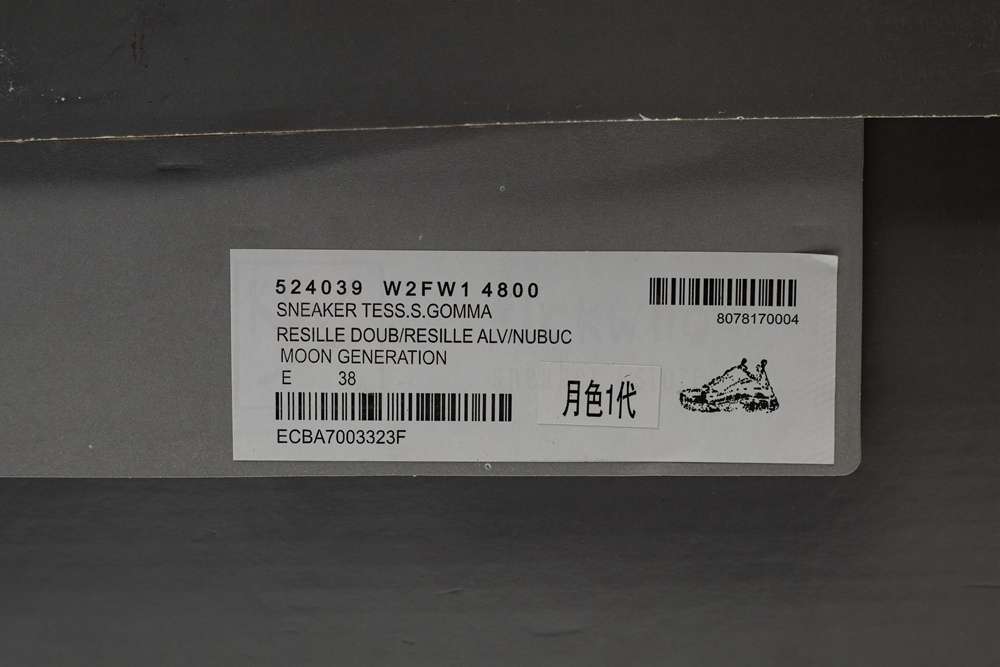 524039 W2FW1 4800
8078170004
SNEAKER TESS.S.GOMMA
RESILLE DOUB/RESILLE ALV/NUBUC
MOON GENERATION
E 38
月色1代
ECBA7003323F